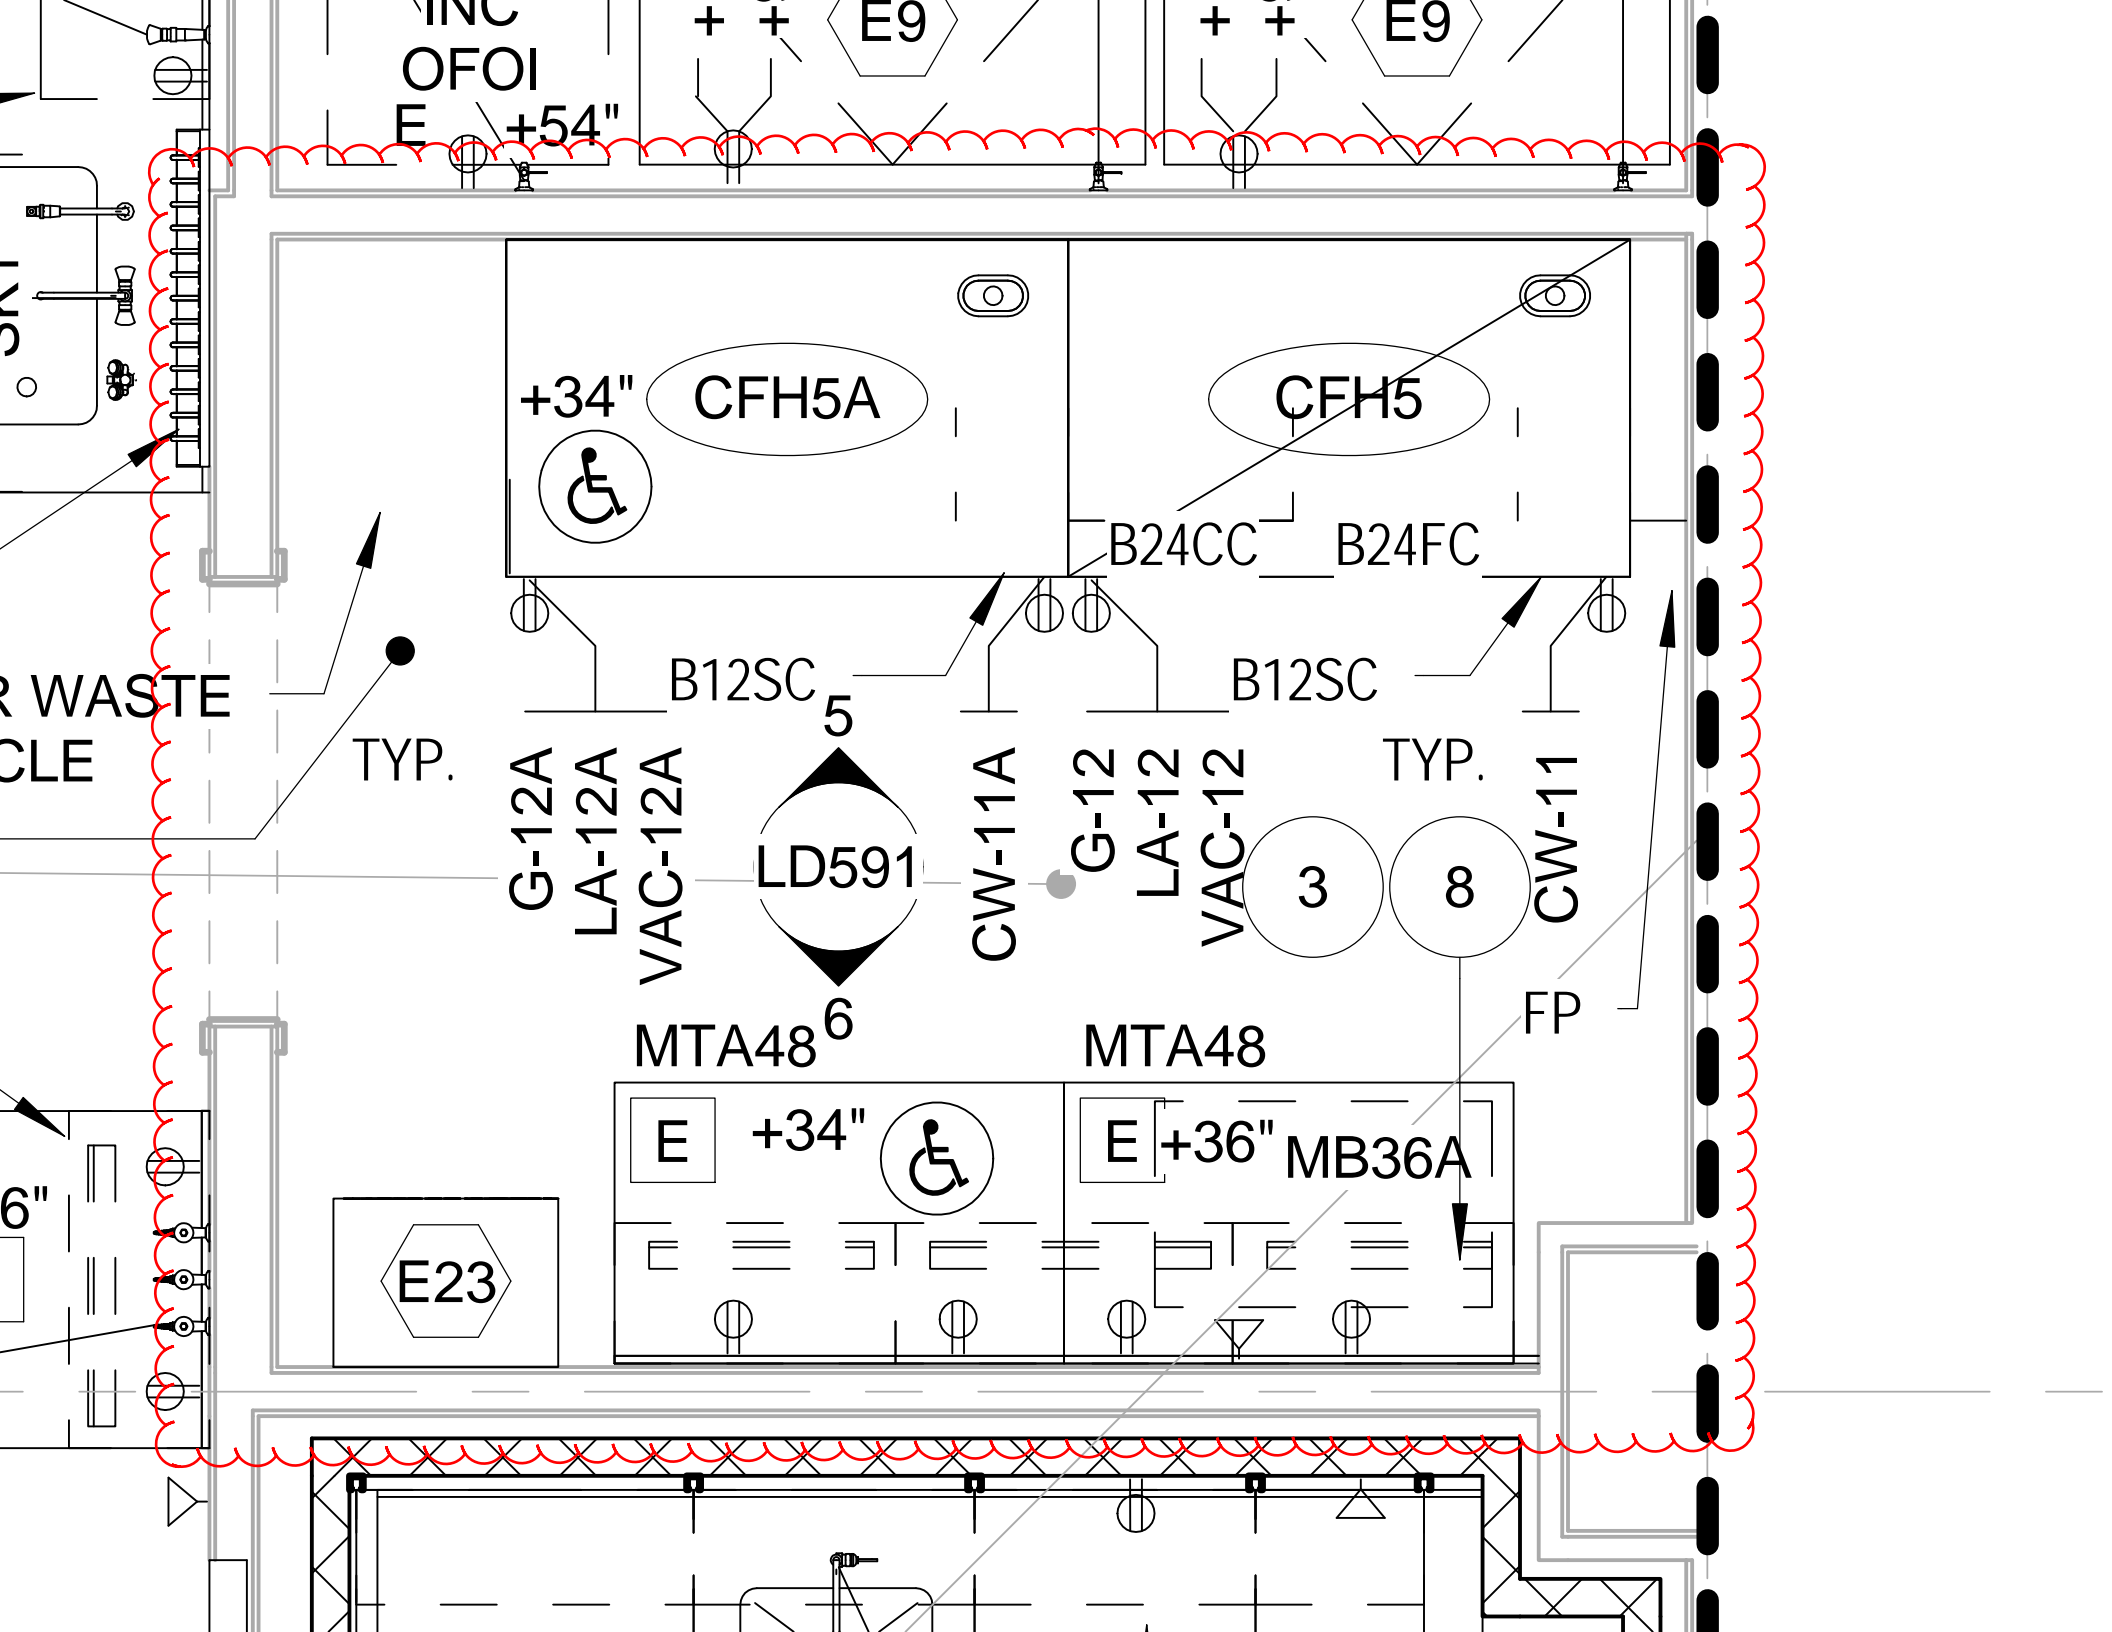 INC
OFOI
E +54"
+ +
E9
+ +
E9
SKT
+34"
CFH5A
CFH5
B24CC
B24FC
B12SC
B12SC
R WASTE
CLE
TYP.
5
LD591
6
G-12A
LA-12A
VAC-12A
CW-11A
G-12
LA-12
VAC-12
TYP.
3
8
CW-11
FP
MTA48
MTA48
E
+34"
E
+36"
MB36A
6"
E23